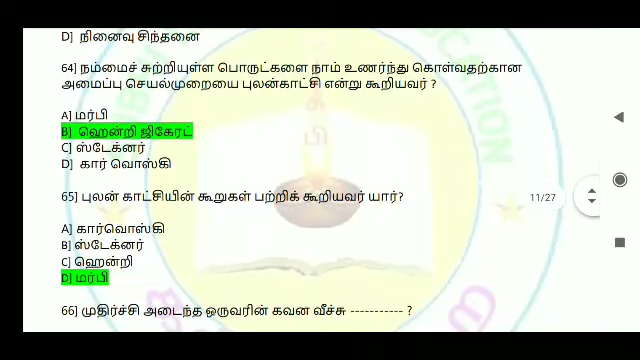 D] நினைவு சிந்தனை
64] நம்மைச் சுற்றியுள்ள பொருட்களை நாம் உணர்ந்து கொள்வதற்கான
அமைப்பு செயல்முறையை புலன்காட்சி என்று கூறியவர் ?
A] மர்பி
B] ஹென்றி ஜிகேரட்
C] ஸ்டேக்னர்
D] கார் வொஸ்கி
65] புலன் காட்சியின் கூறுகள் பற்றிக் கூறியவர் யார்?
11/27
A] கார்வொஸ்கி
B] ஸ்டேக்னர்
C] ஹென்றி
D] மர்பி
66] முதிர்ச்சி அடைந்த ஒருவரின் கவன வீச்சு ----------- ?